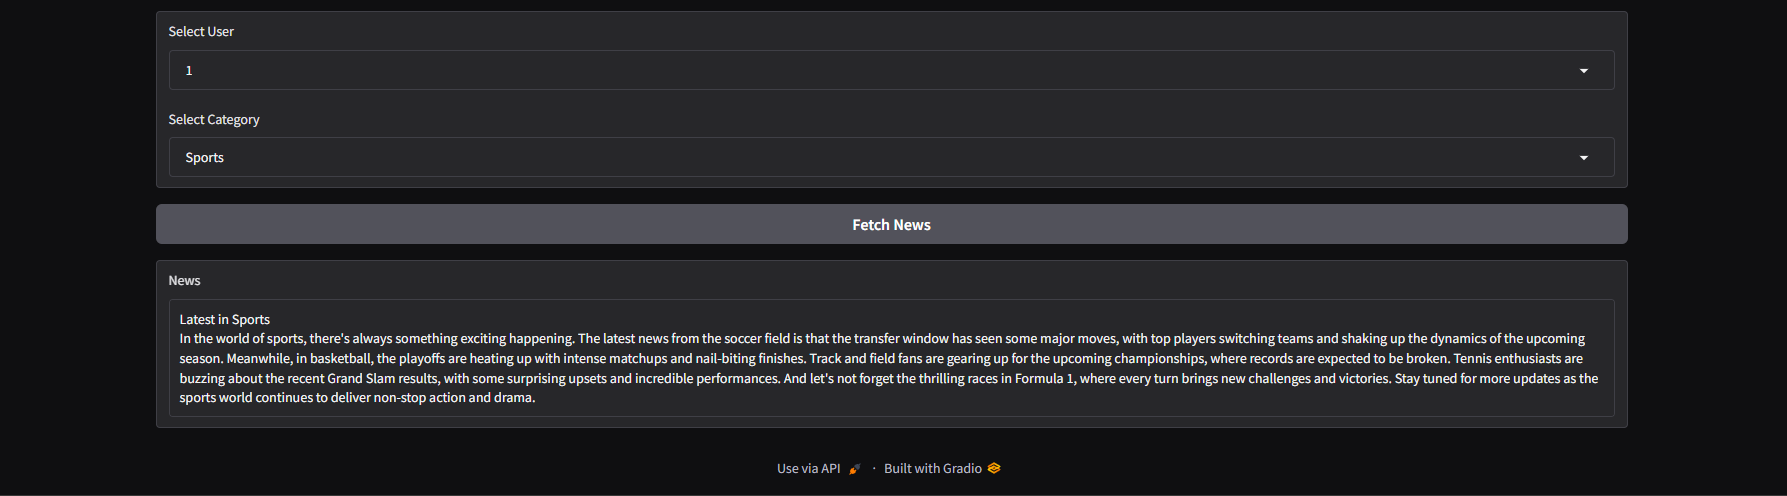 Select User
1
Select Category
Sports
Fetch News
News
Latest in Sports
In the world of sports, there's always something exciting happening. The latest news from the soccer field is that the transfer window has seen some major moves, with top players switching teams and shaking up the dynamics of the upcoming
season. Meanwhile, in basketball, the playoffs are heating up with intense matchups and nail-biting finishes. Track and field fans are gearing up for the upcoming championships, where records are expected to be broken. Tennis enthusiasts are
buzzing about the recent Grand Slam results, with some surprising upsets and incredible performances. And let's not forget the thrilling races in Formula 1, where every turn brings new challenges and victories. Stay tuned for more updates as the
sports world continues to deliver non-stop action and drama.
Use via API · Built with Gradio